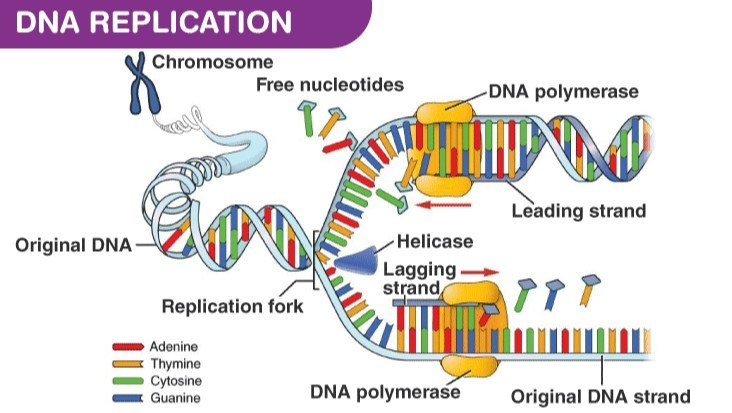 DNA REPLICATION
Chromosome
Free nucleotides
DNA polymerase
Leading strand
Original DNA
Helicase
Lagging
strand
Replication fork
Adenine
Thymine
Cytosine
Guanine
DNA polymerase
Original DNA strand